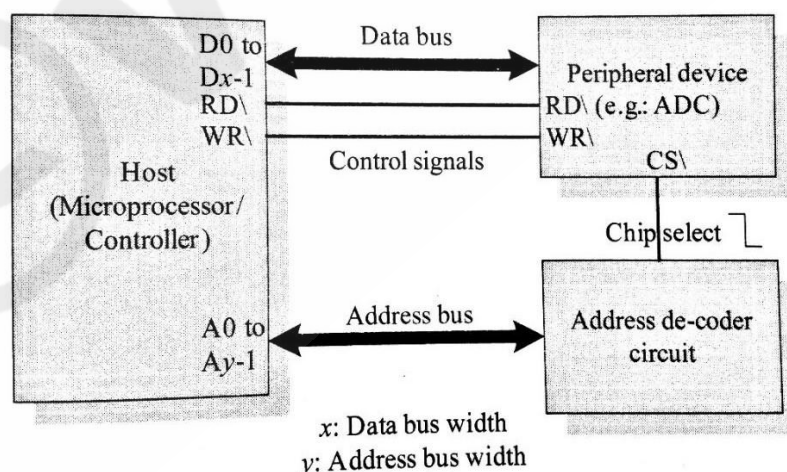 D0 to
Dx-1
RD\
WR\
Host
(Microprocessor/
Controller)
A0 to
Ay-1
Data bus
Control signals
Address bus
Peripheral device
RD\ (e.g.: ADC)
WR\
CS\
Chip select
Address de-coder
circuit
x: Data bus width
y: Address bus width